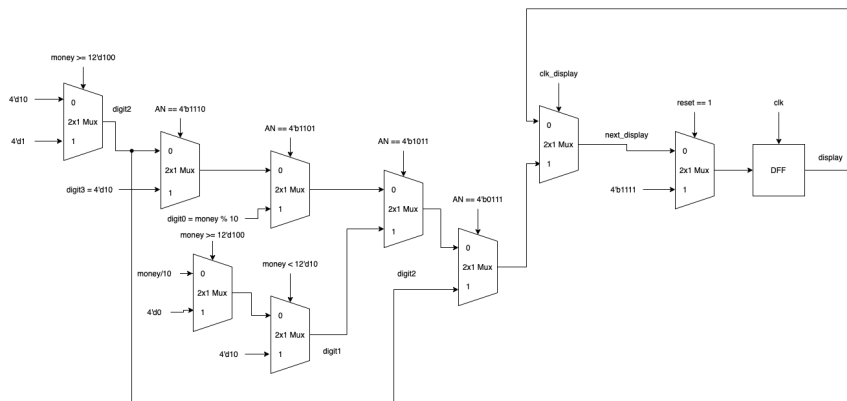 money >= 12'd100
4'd10
0
2x1 Mux
4'd1
1
digit2
AN == 4'b1110
0
2x1 Mux
digit3 = 4'd10
1
AN == 4'b1101
0
2x1 Mux
digit0 = money % 10
1
money >= 12'd100
money/10
0
2x1 Mux
4'd0
1
money < 12'd10
0
2x1 Mux
4'd10
1
digit1
AN == 4'b1011
0
2x1 Mux
1
AN == 4'b0111
0
2x1 Mux
digit2
1
clk_display
0
2x1 Mux
1
next_display
reset == 1
0
2x1 Mux
4'b1111
1
clk
DFF
display